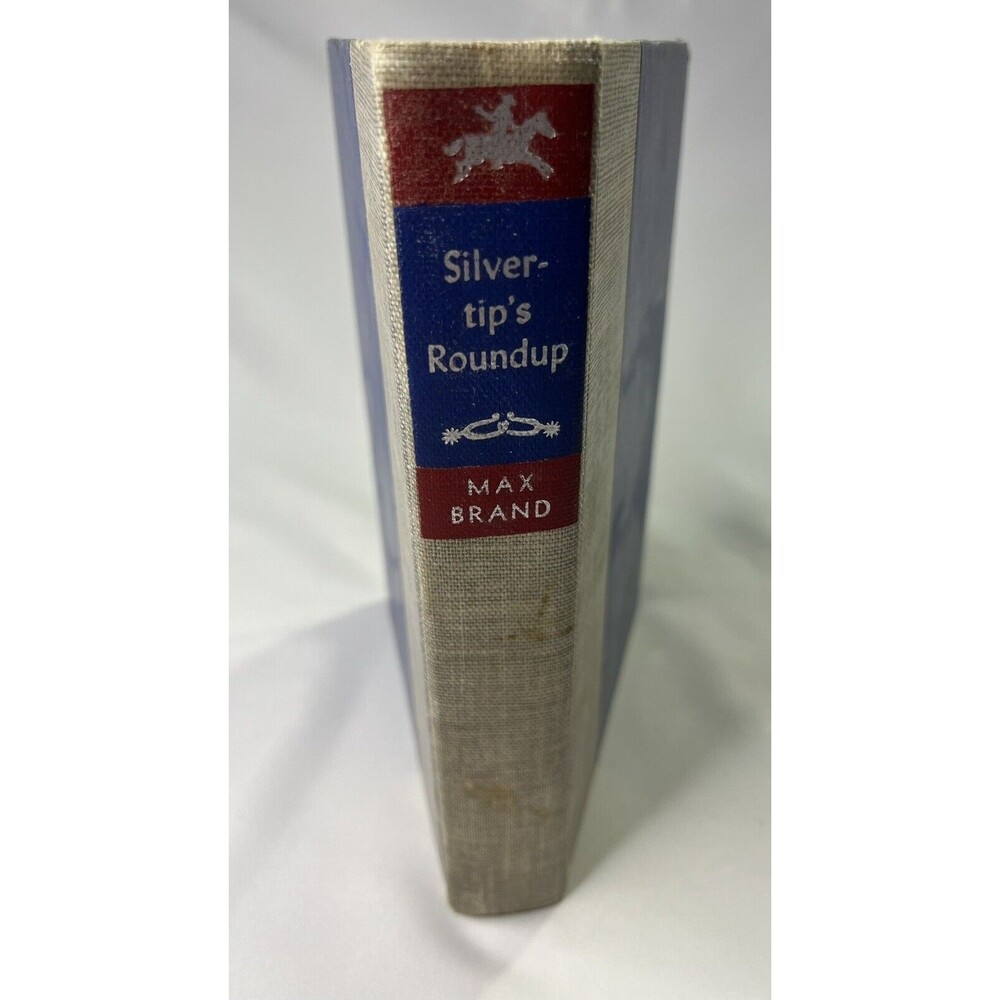 Silver-
tip's
Roundup
MAX
BRAND